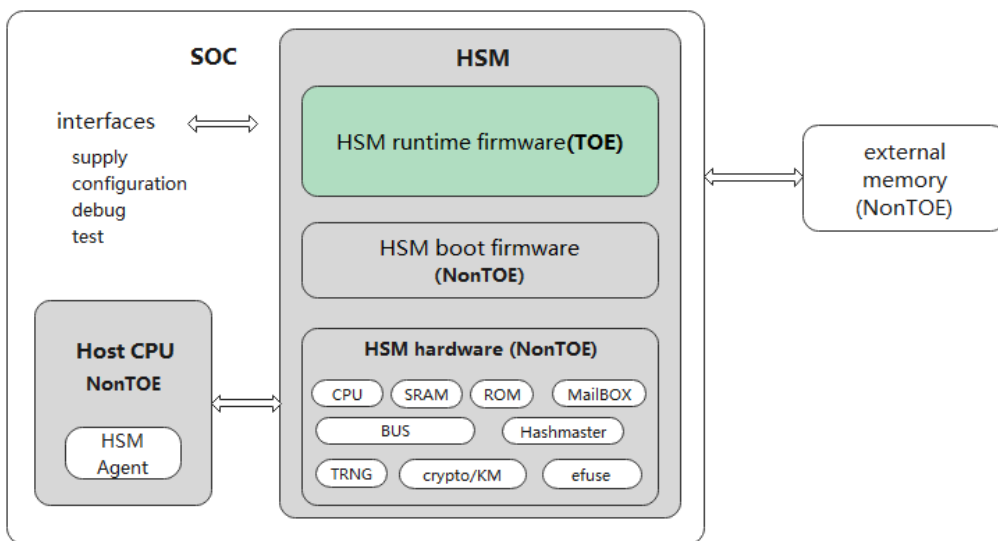 SOC
HSM
HSM runtime firmware(TOE)
interfaces
supply
configuration
debug
test
external
memory
(NonTOE)
HSM boot firmware
(NonTOE)
Host CPU
NonTOE
HSM
Agent
HSM hardware (NonTOE)
CPU
SRAM
ROM
MailBOX
BUS
Hashmaster
TRNG
crypto/KM
efuse